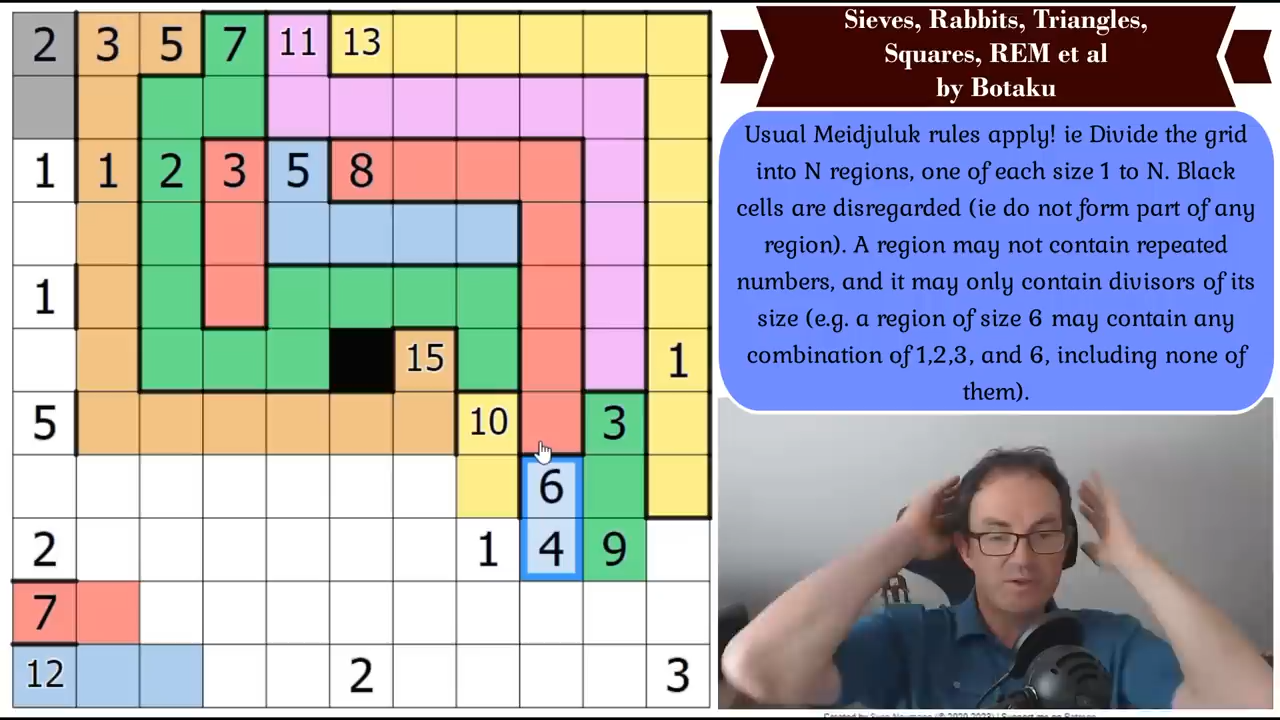 2 3 5 7 11 13
1 1 2 3 5 8
1
15 1
5 10 3
6
2 1 4 9
7
12 2 3
Sieves, Rabbits, Triangles,
Squares, REM et al
by Botaku
Usual Meidjuluk rules apply! ie Divide the grid
into N regions, one of each size 1 to N. Black
cells are disregarded (ie do not form part of any
region). A region may not contain repeated
numbers, and it may only contain divisors of its
size (e.g. a region of size 6 may contain any
combination of 1,2,3, and 6, including none of
them).